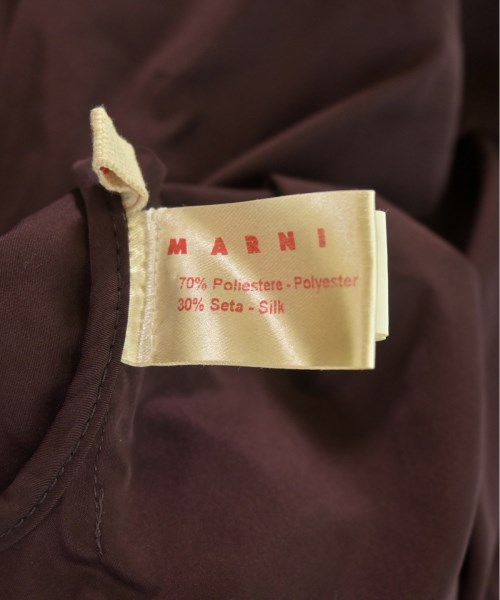 MARNI
70% Poliestere - Polyester
30% Seta - Silk